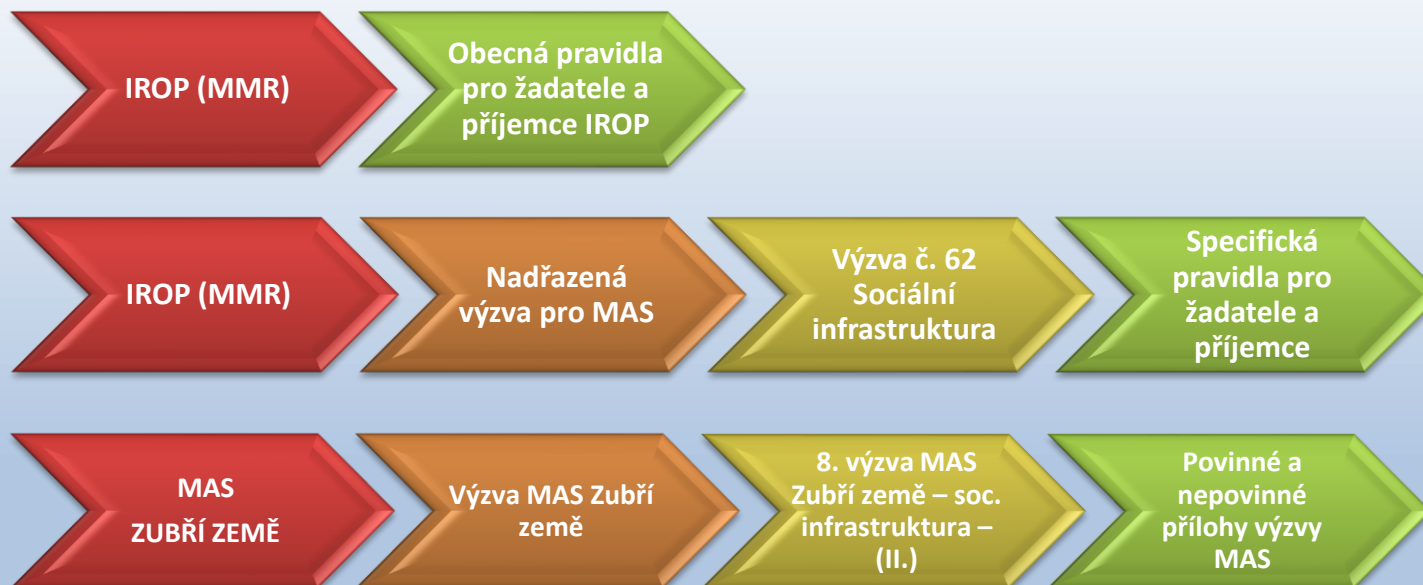 IROP (MMR)
Obecná pravidla
pro žadatele a
příjemce IROP
IROP (MMR)
Nadřazená
výzva pro MAS
Výzva č. 62
Sociální
infrastruktura
Specifická
pravidla pro
žadatele a
příjemce
MAS
ZUBŘÍ ZEMĚ
Výzva MAS Zubří
země
8. výzva MAS
Zubří země – soc.
infrastruktura –
(II.)
Povinné a
nepovinné
přílohy výzvy
MAS